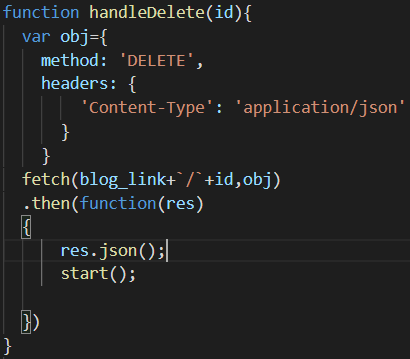 function handleDelete(id){
var obj={
method: 'DELETE',
headers: {
'Content-Type': 'application/json'
}
}
fetch(blog_link+`/`+id,obj)
.then(function(res)
{
res.json();
start();
})
}